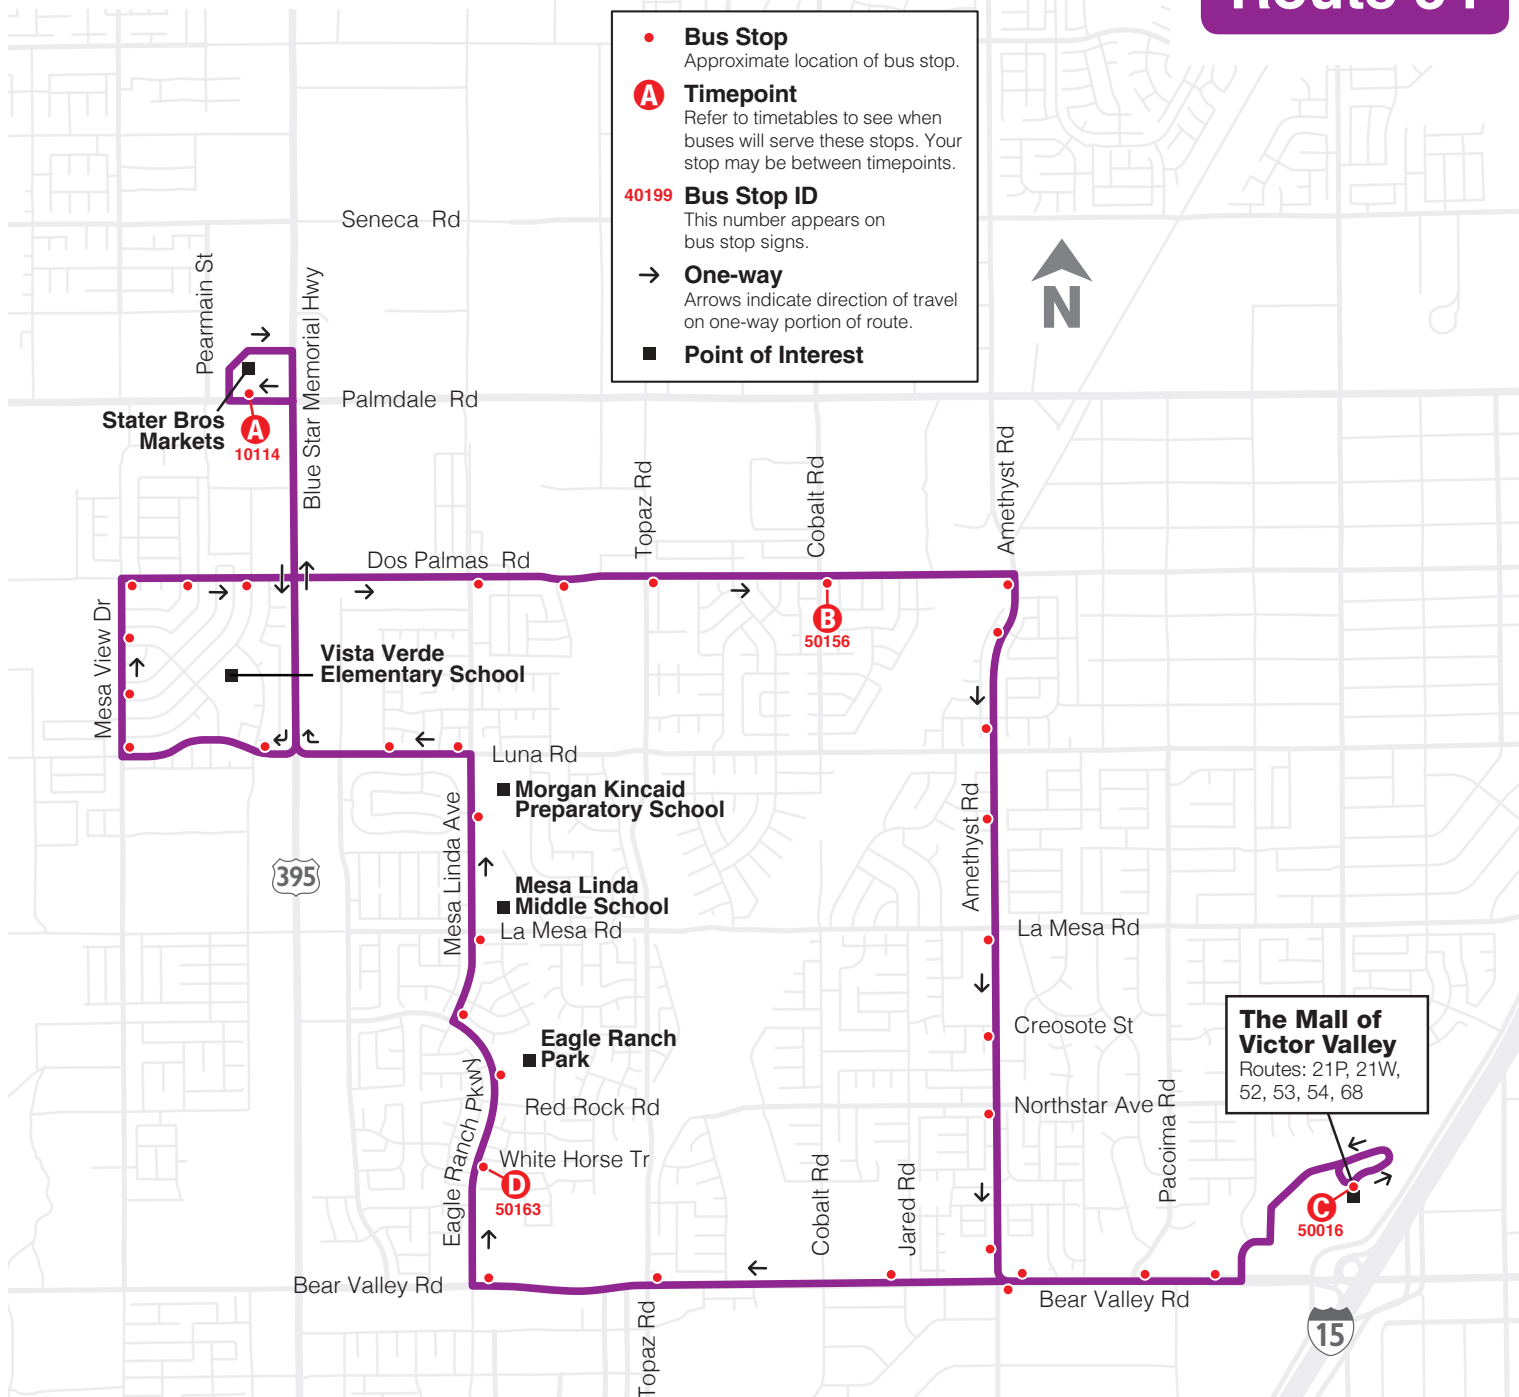 Bus Stop
Approximate location of bus stop.
A
Timepoint
Refer to timetables to see when
buses will serve these stops. Your
stop may be between timepoints.
40199
Bus Stop ID
This number appears on
bus stop signs.
One-way
Arrows indicate direction of travel
on one-way portion of route.
Point of Interest
N
Seneca Rd
Pearmain St
Blue Star Memorial Hwy
Palmdale Rd
Stater Bros
Markets
A
10114
Topaz Rd
Cobalt Rd
Amethyst Rd
Dos Palmas Rd
B
50156
Mesa View Dr
Vista Verde
Elementary School
Luna Rd
Morgan Kincaid
Preparatory School
Mesa Linda Ave
Amethyst Rd
395
Mesa Linda
Middle School
La Mesa Rd
La Mesa Rd
Creosote St
The Mall of
Victor Valley
Routes: 21P, 21W,
52, 53, 54, 68
Eagle Ranch
Park
Eagle Ranch Pkwy
Red Rock Rd
Northstar Ave
Pacoima Rd
White Horse Tr
D
50163
Cobalt Rd
Jared Rd
C
50016
Bear Valley Rd
Bear Valley Rd
Topaz Rd
15